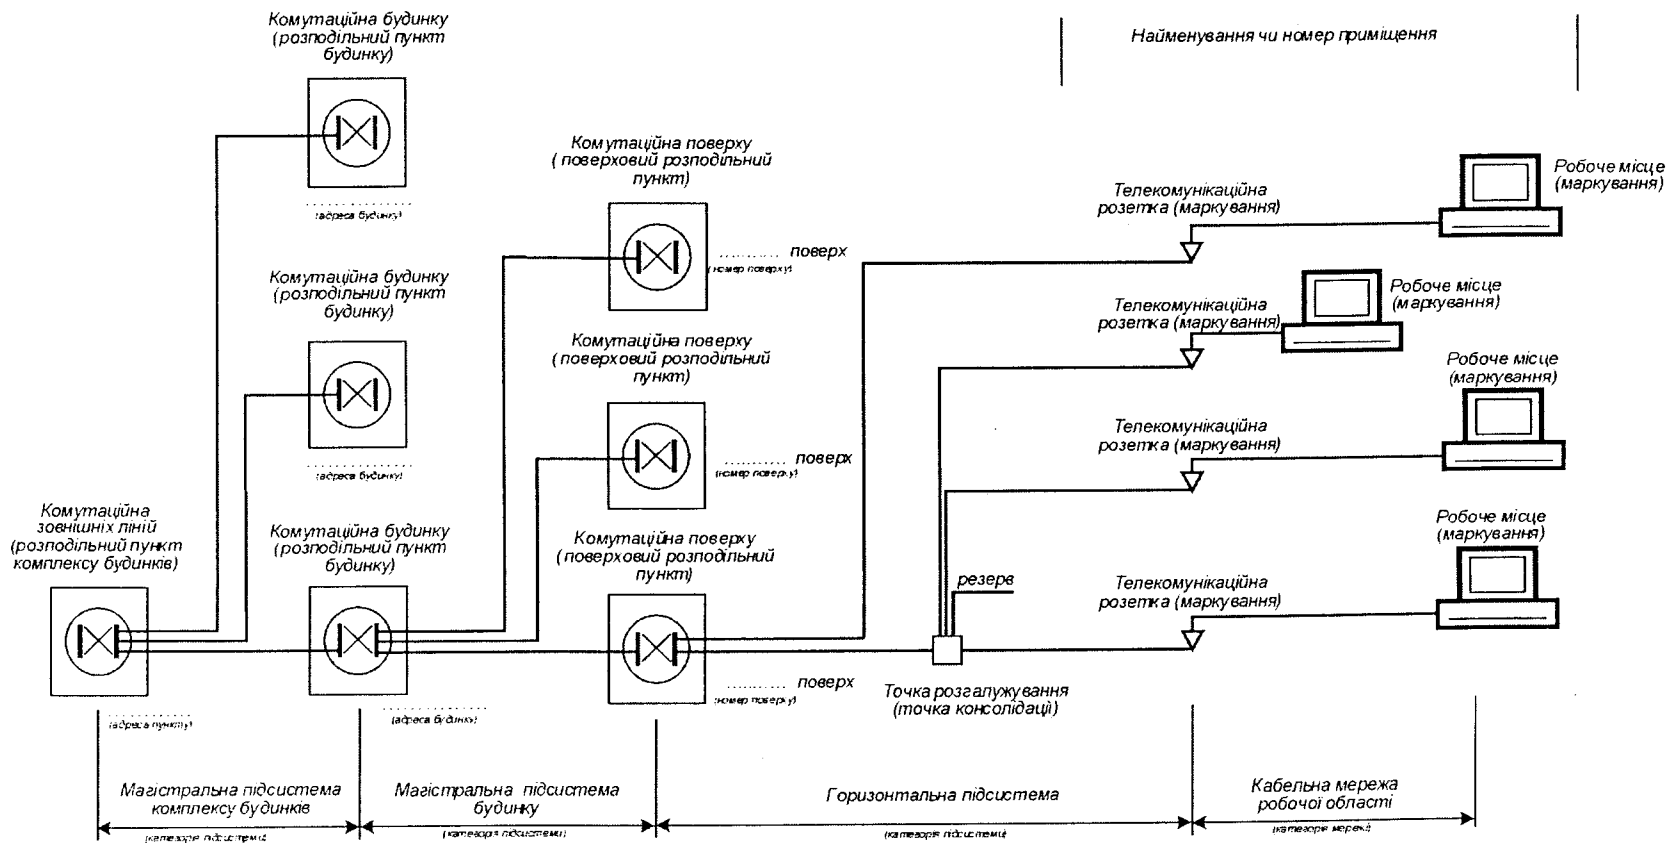 Комутаційна будинку
(розподільний пункт
будинку)
(адреса будинку)
Комутаційна будинку
(розподільний пункт
будинку)
(адреса будинку)
Комутаційна
зовнішніх ліній
(розподільний пункт
комплексу будинків)
(адреса пункту)
Комутаційна будинку
(розподільний пункт
будинку)
(адреса будинку)
Комутаційна поверху
(поверховий розподільний
пункт)
поверх
(номер поверху)
Комутаційна поверху
(поверховий розподільний
пункт)
поверх
(номер поверху)
Комутаційна поверху
(поверховий розподільний
пункт)
поверх
(номер поверху)
Найменування чи номер приміщення
Телекомунікаційна
розетка (маркування)
Робоче місце
(маркування)
Телекомунікаційна
розетка (маркування)
Робоче місце
(маркування)
Телекомунікаційна
розетка (маркування)
Робоче місце
(маркування)
резерв
Телекомунікаційна
розетка (маркування)
Робоче місце
(маркування)
Точка розгалужування
(точка консолідації)
Магістральна підсистема
комплексу будинків
(категорія підсистеми)
Магістральна підсистема
будинку
(категорія підсистеми)
Горизонтальна підсистема
(категорія підсистеми)
Кабельна мережа
робочої області
(категорія мережі)